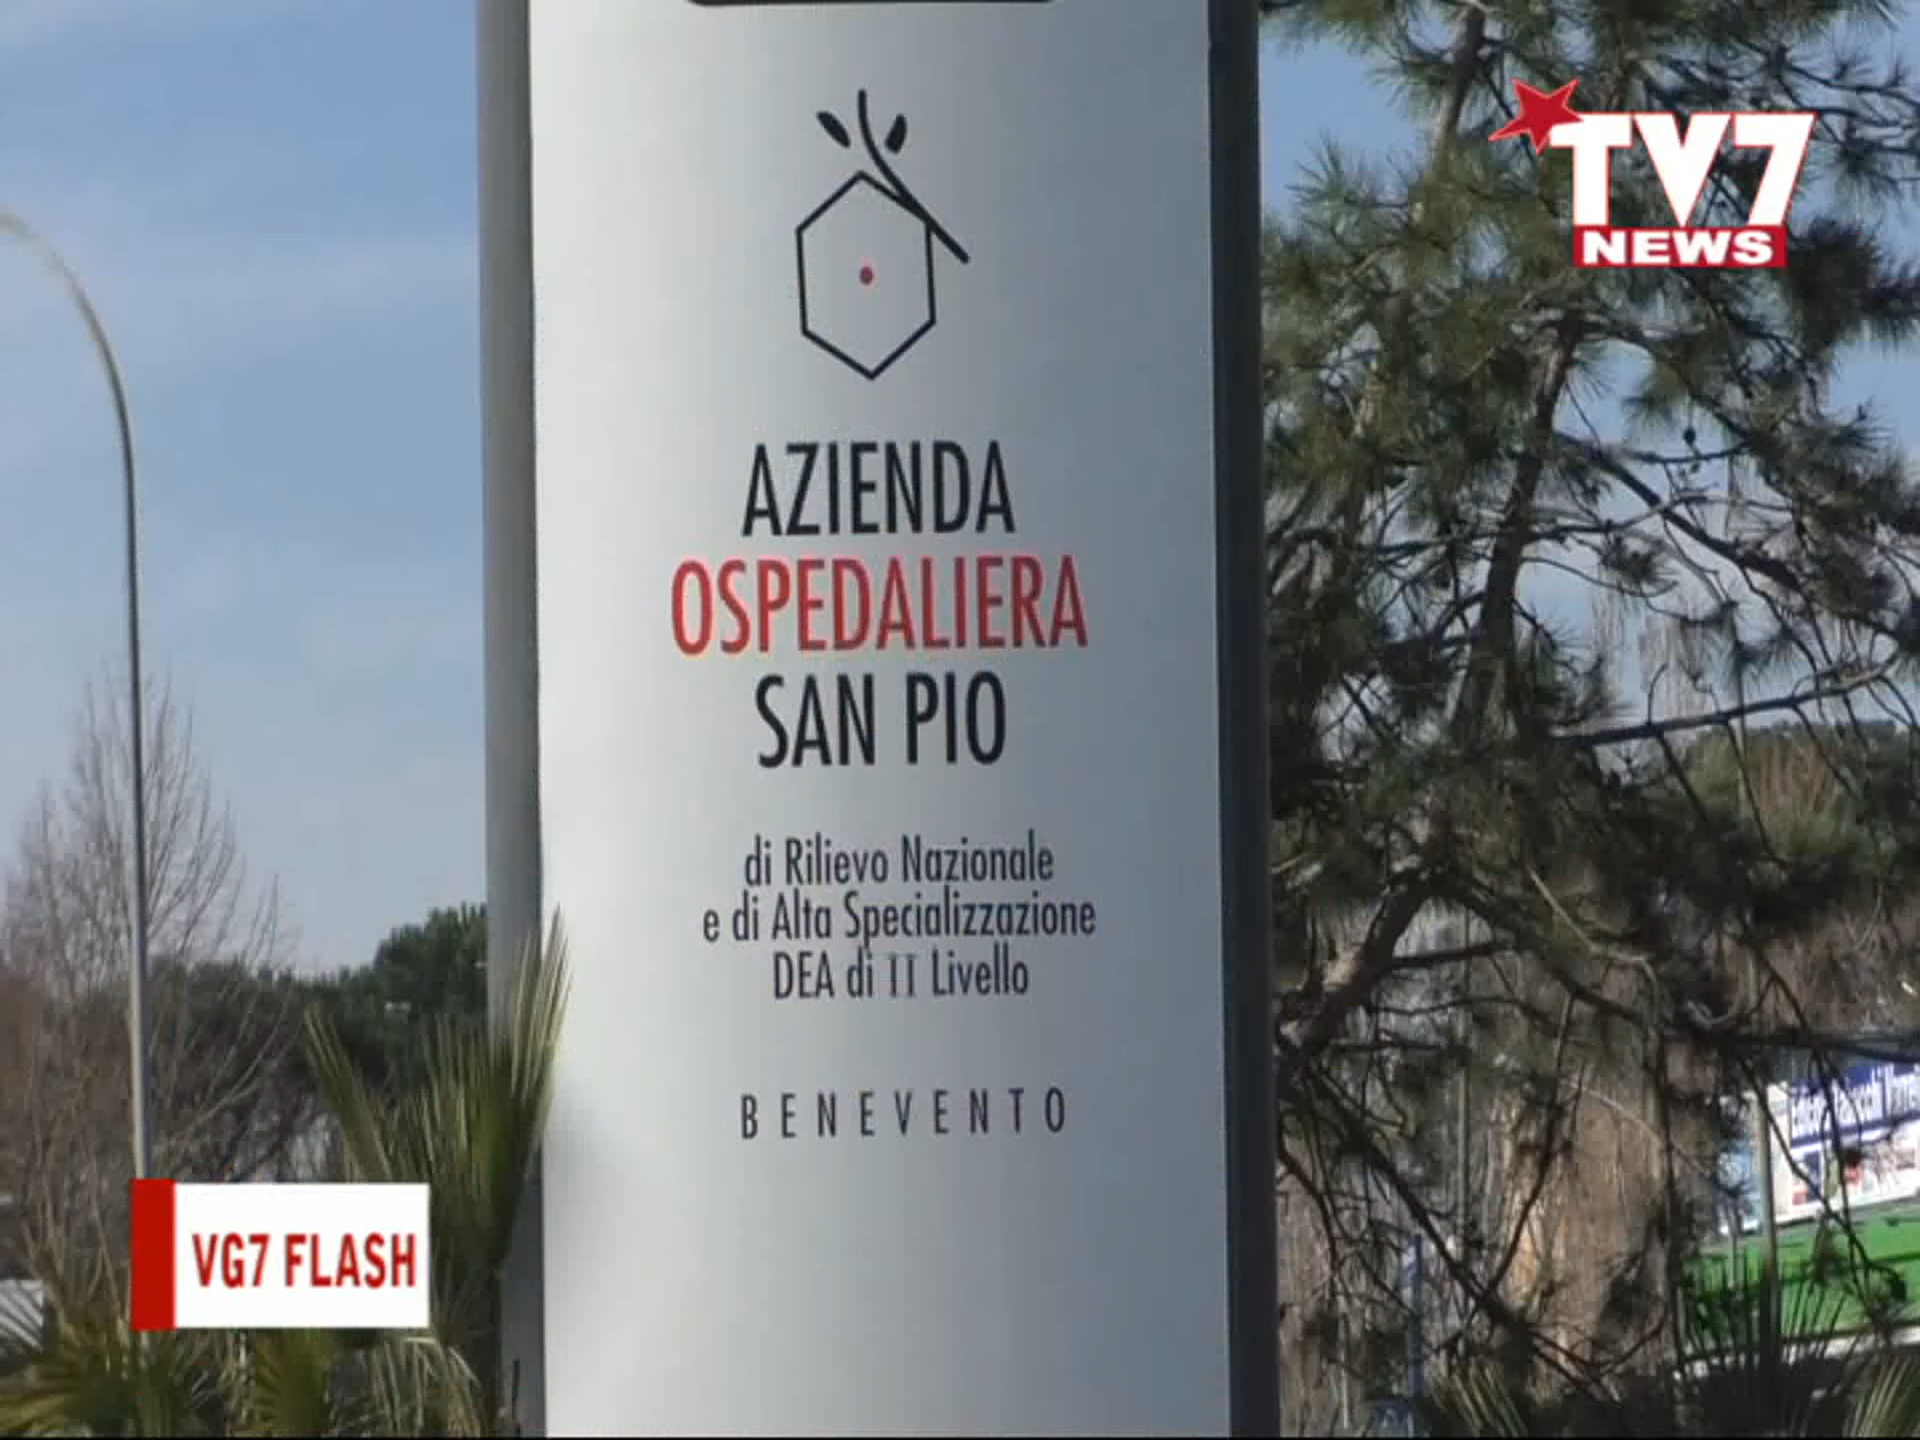 TV7
NEWS
AZIENDA
OSPEDALIERA
SAN PIO
di Rilievo Nazionale
e di Alta Specializzazione
DEA di II Livello
BENEVENTO
VG7 FLASH